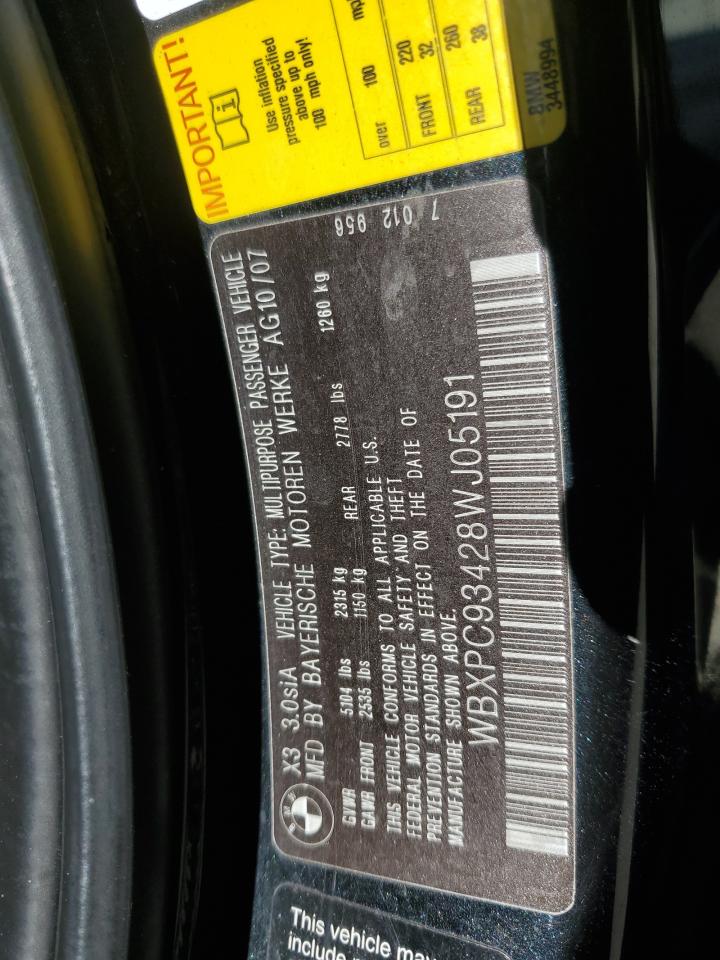 X3 3.0siA VEHICLE TYPE: MULTIPURPOSE PASSENGER VEHICLE
MFD BY BAYERISCHE MOTOREN WERKE AG10/07
GVWR 5104 lbs 2315 kg
GAWR FRONT 2535 lbs 1150 kg REAR 2778 lbs 1260 kg
THIS VEHICLE CONFORMS TO ALL APPLICABLE U.S.
FEDERAL MOTOR VEHICLE SAFETY AND THEFT
PREVENTION STANDARDS IN EFFECT ON THE DATE OF
MANUFACTURE SHOWN ABOVE.
WBXPC93428WJ05191
7 012 956
IMPORTANT!
Use inflation
pressure specified
above up to
100 mph only!
over 100
FRONT 220
32
REAR 260
38
BMW
3448994
This vehicle may
include